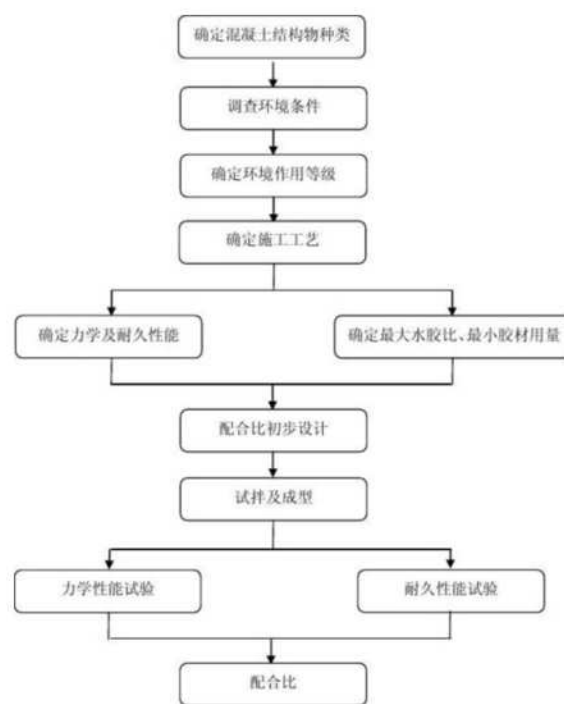 确定混凝土结构物种类
调查环境条件
确定环境作用等级
确定施工工艺
确定力学及耐久性能
确定最大水胶比、最小胶材用量
配合比初步设计
试拌及成型
力学性能试验
耐久性能试验
配合比